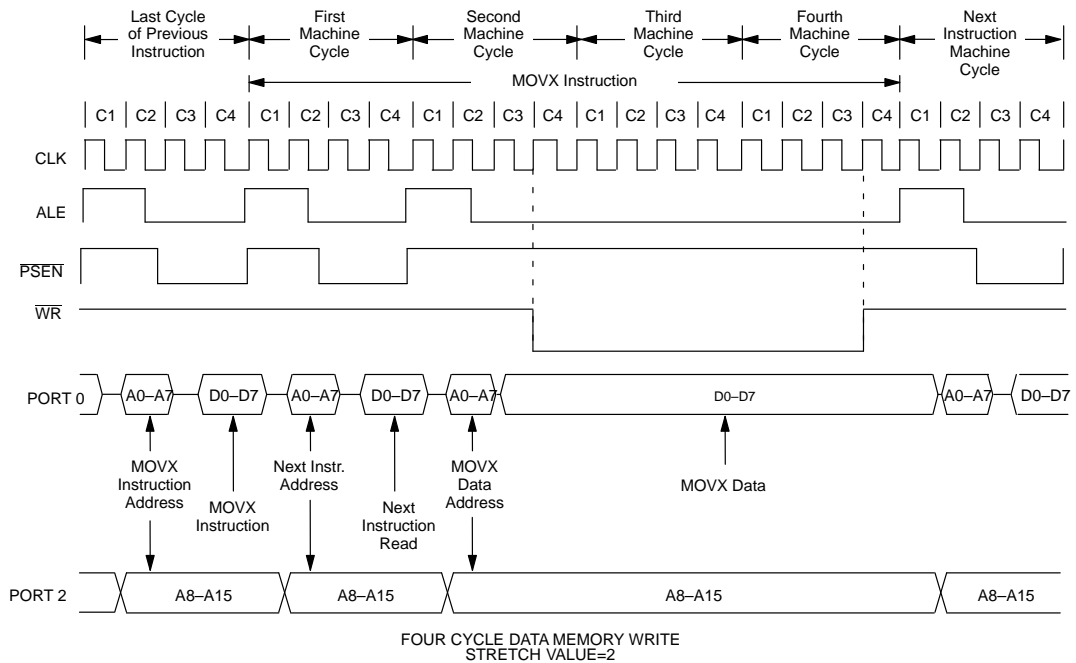 Last Cycle
of Previous
Instruction
First
Machine
Cycle
Second
Machine
Cycle
Third
Machine
Cycle
Fourth
Machine
Cycle
Next
Instruction
Machine
Cycle
MOVX Instruction
C1 C2 C3 C4 C1 C2 C3 C4 C1 C2 C3 C4 C1 C2 C3 C4 C1 C2 C3 C4 C1 C2 C3 C4
CLK
ALE
PSEN
WR
PORT 0 A0–A7 D0–D7 A0–A7 D0–D7 A0–A7 D0–D7 A0–A7 D0–D7
MOVX
Instruction
Address
MOVX
Instruction
Next Instr.
Address
Next
Instruction
Read
MOVX
Data
Address
MOVX Data
PORT 2 A8–A15 A8–A15 A8–A15 A8–A15
FOUR CYCLE DATA MEMORY WRITE
STRETCH VALUE=2